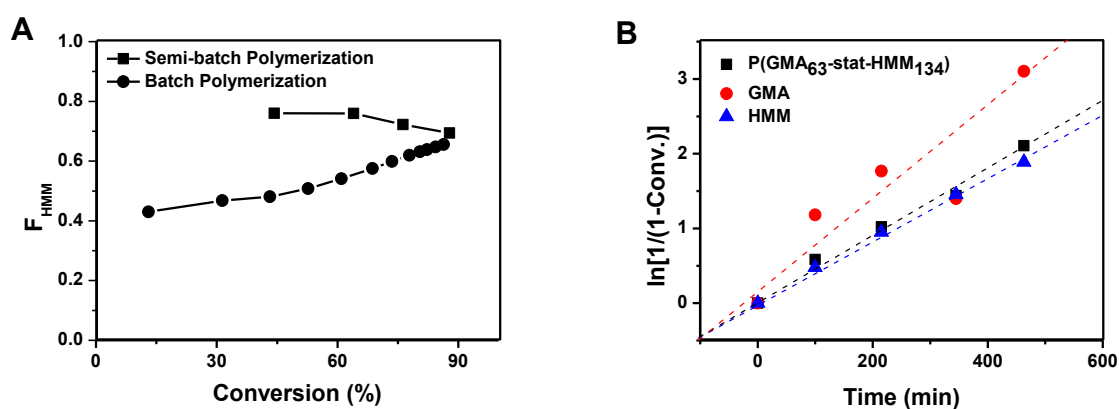 A
1.0
0.8
0.6
0.4
0.2
0.0
F_HMM
Semi-batch Polymerization
Batch Polymerization
0 30 60 90
Conversion (%)
B
3
2
1
0
ln[1/(1-Conv.)]
P(GMA63-stat-HMM134)
GMA
HMM
0 200 400 600
Time (min)